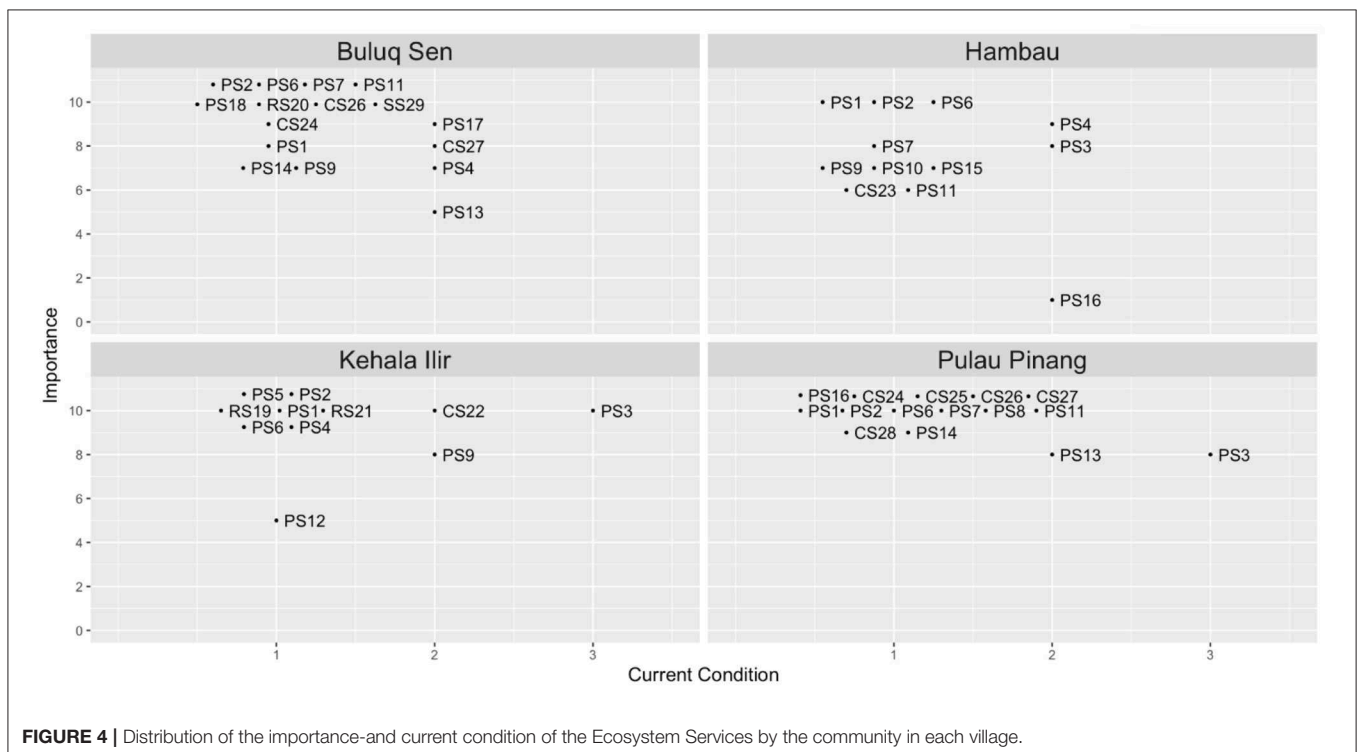 Buluq Sen
PS2 PS6 PS7 PS11
10
PS18 RS20 CS26 SS29
CS24 PS17
8
PS1 CS27
PS14 PS9 PS4
6
PS13
4
2
0
Hambau
PS1 PS2 PS6
PS4
PS7 PS3
PS9 PS10 PS15
CS23 PS11
PS16
Importance
Kehala Ilir
PS5 PS2
10
RS19 PS1 RS21 CS22 PS3
PS6 PS4
8
PS9
6
PS12
4
2
0
1 2 3
Pulau Pinang
PS16 CS24 CS25 CS26 CS27
PS1 PS2 PS6 PS7 PS8 PS11
CS28 PS14
PS13 PS3
1 2 3
Current Condition
FIGURE 4 | Distribution of the importance-and current condition of the Ecosystem Services by the community in each village.